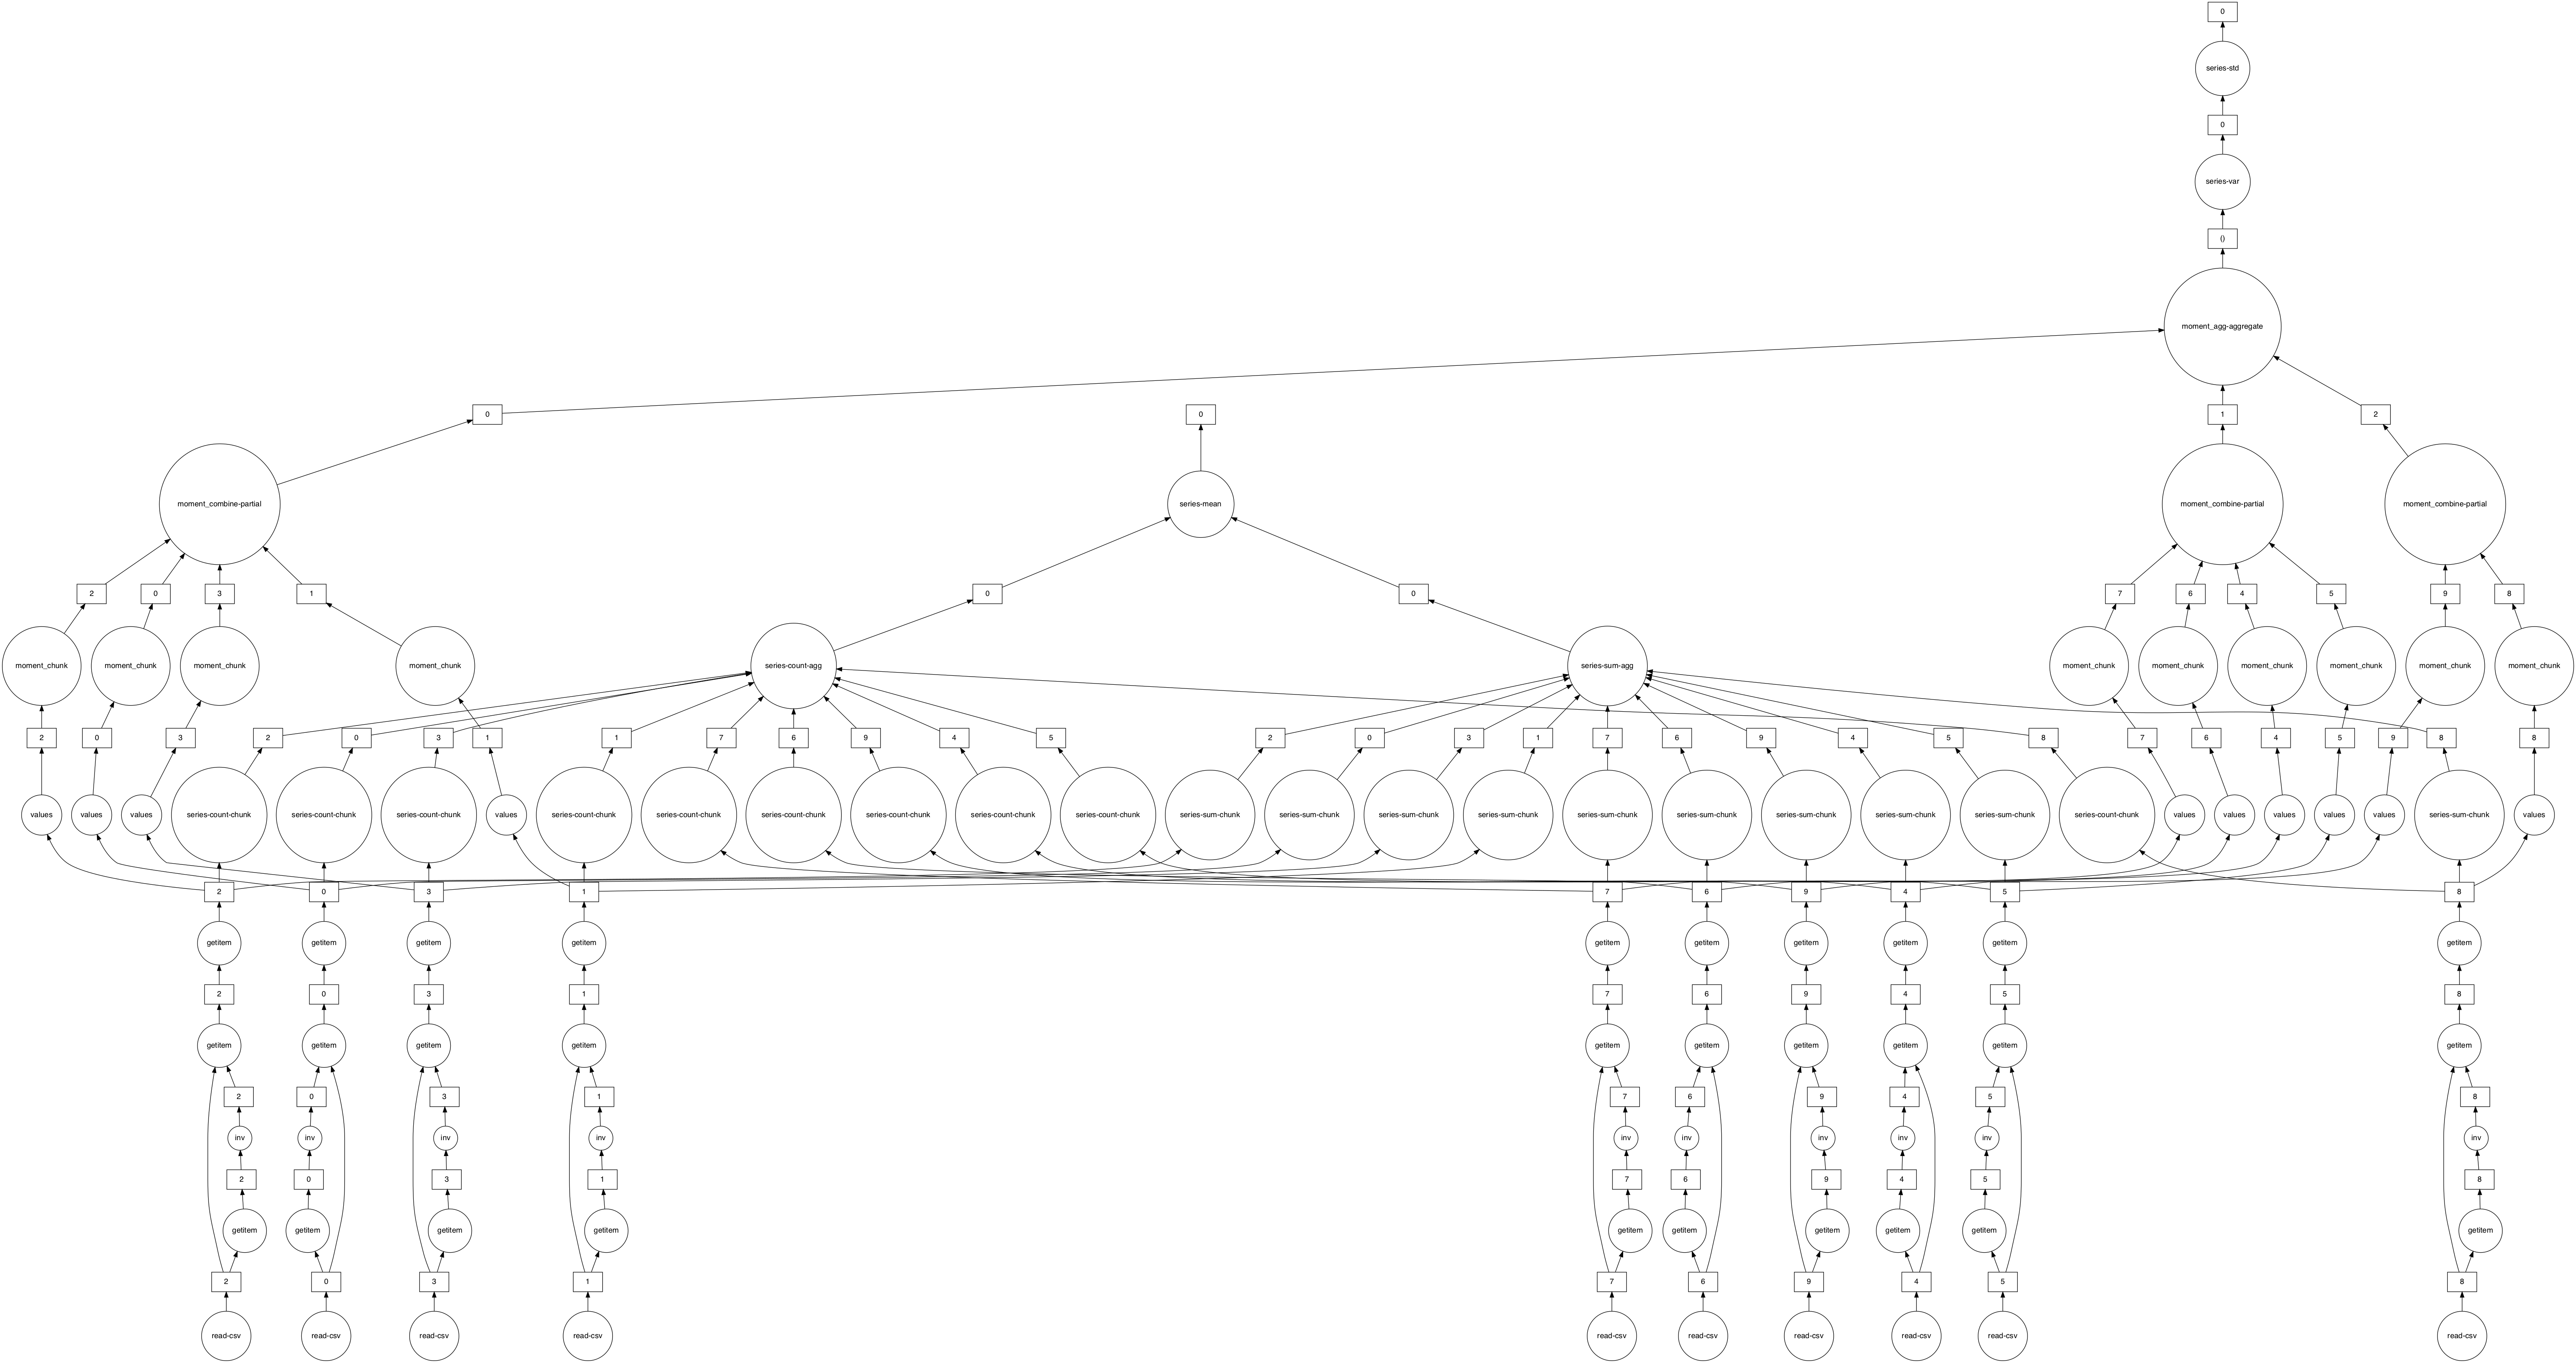 0
series-std
0
series-var
()
moment_agg-aggregate
0 0 1 2
moment_combine-partial series-mean moment_combine-partial moment_combine-partial
2 0 3 1 0 0 7 6 4 5 9 8
moment_chunk moment_chunk moment_chunk moment_chunk series-count-agg series-sum-agg moment_chunk moment_chunk moment_chunk moment_chunk moment_chunk moment_chunk
2 0 3 2 0 3 1 1 7 6 9 4 5 2 0 3 1 7 6 9 4 5 8 7 6 4 5 9 8 8
values values values series-count-chunk series-count-chunk series-count-chunk values series-count-chunk series-count-chunk series-count-chunk series-count-chunk series-count-chunk series-count-chunk series-sum-chunk series-sum-chunk series-sum-chunk series-sum-chunk series-sum-chunk series-sum-chunk series-sum-chunk series-sum-chunk series-sum-chunk series-count-chunk values values values values values series-sum-chunk values
2 0 3 1 7 6 9 4 5 8
getitem getitem getitem getitem getitem getitem getitem getitem getitem getitem
2 0 3 1 7 6 9 4 5 8
getitem getitem getitem getitem getitem getitem getitem getitem getitem getitem
2 0 3 1 7 6 9 4 5 8
inv inv inv inv inv inv inv inv inv inv
2 0 3 1 7 6 9 4 5 8
getitem getitem getitem getitem getitem getitem getitem getitem getitem getitem
2 0 3 1 7 6 9 4 5 8
read-csv read-csv read-csv read-csv read-csv read-csv read-csv read-csv read-csv read-csv